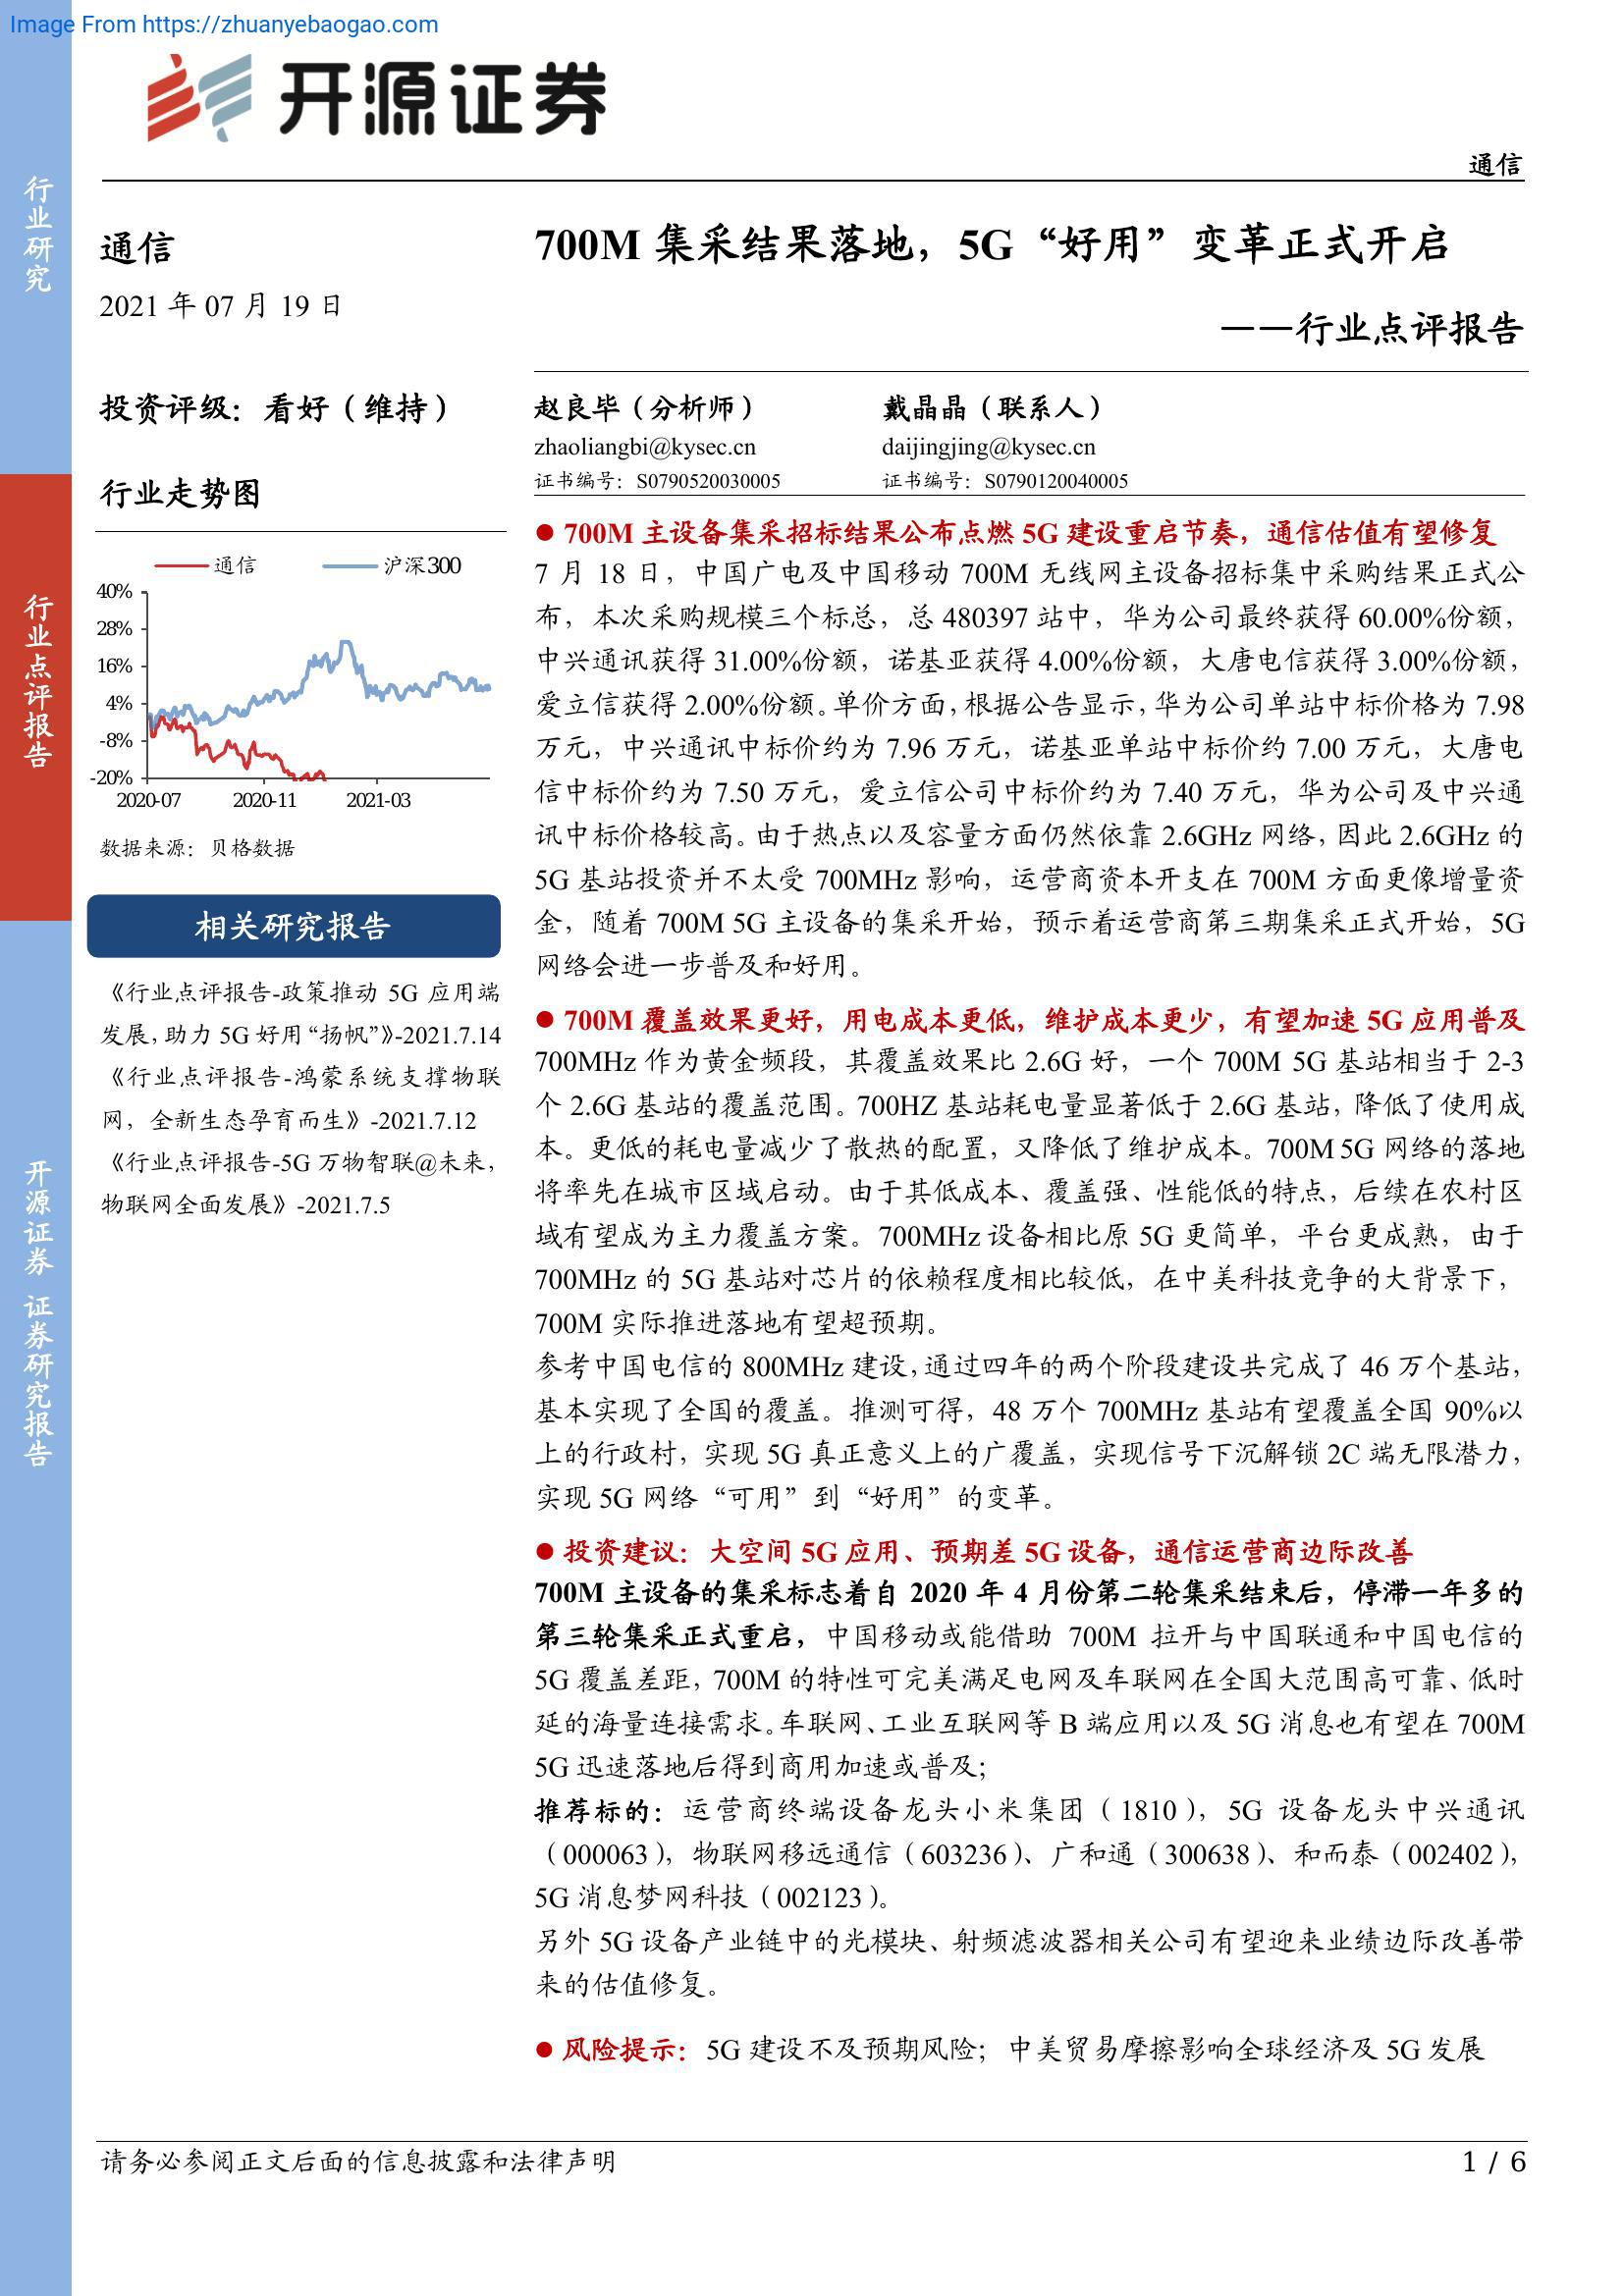 Image From https://zhuanyebaogao.com
开源证券
通信
行业研究
行业点评报告
开源证券 证券研究报告
通信
2021 年 07 月 19 日
投资评级：看好（维持）
行业走势图
通信 沪深300
40%
28%
16%
4%
-8%
-20%
2020-07 2020-11 2021-03
数据来源：贝格数据
相关研究报告
《行业点评报告-政策推动 5G 应用端
发展，助力 5G 好用“扬帆”》-2021.7.14
《行业点评报告-鸿蒙系统支撑物联
网，全新生态孕育而生》-2021.7.12
《行业点评报告-5G 万物智联@未来，
物联网全面发展》-2021.7.5
700M 集采结果落地，5G“好用”变革正式开启
——行业点评报告
赵良毕（分析师） 戴晶晶（联系人）
zhaoliangbi@kysec.cn daijingjing@kysec.cn
证书编号：S0790520030005 证书编号：S0790120040005
● 700M 主设备集采招标结果公布点燃 5G 建设重启节奏，通信估值有望修复
7 月 18 日，中国广电及中国移动 700M 无线网主设备招标集中采购结果正式公
布，本次采购规模三个标总，总 480397 站中，华为公司最终获得 60.00%份额，
中兴通讯获得 31.00%份额，诺基亚获得 4.00%份额，大唐电信获得 3.00%份额，
爱立信获得 2.00%份额。单价方面，根据公告显示，华为公司单站中标价格为 7.98
万元，中兴通讯中标价约为 7.96 万元，诺基亚单站中标价约 7.00 万元，大唐电
信中标价约为 7.50 万元，爱立信公司中标价约为 7.40 万元，华为公司及中兴通
讯中标价格较高。由于热点以及容量方面仍然依靠 2.6GHz 网络，因此 2.6GHz 的
5G 基站投资并不太受 700MHz 影响，运营商资本开支在 700M 方面更像增量资
金，随着 700M 5G 主设备的集采开始，预示着运营商第三期集采正式开始，5G
网络会进一步普及和好用。
● 700M 覆盖效果更好，用电成本更低，维护成本更少，有望加速 5G 应用普及
700MHz 作为黄金频段，其覆盖效果比 2.6G 好，一个 700M 5G 基站相当于 2-3
个 2.6G 基站的覆盖范围。700HZ 基站耗电量显著低于 2.6G 基站，降低了使用成
本。更低的耗电量减少了散热的配置，又降低了维护成本。700M 5G 网络的落地
将率先在城市区域启动。由于其低成本、覆盖强、性能低的特点，后续在农村区
域有望成为主力覆盖方案。700MHz 设备相比原 5G 更简单，平台更成熟，由于
700MHz 的 5G 基站对芯片的依赖程度相比较低，在中美科技竞争的大背景下，
700M 实际推进落地有望超预期。
参考中国电信的 800MHz 建设，通过四年的两个阶段建设共完成了 46 万个基站，
基本实现了全国的覆盖。推测可得，48 万个 700MHz 基站有望覆盖全国 90%以
上的行政村，实现 5G 真正意义上的广覆盖，实现信号下沉解锁 2C 端无限潜力，
实现 5G 网络“可用”到“好用”的变革。
● 投资建议：大空间 5G 应用、预期差 5G 设备，通信运营商边际改善
700M 主设备的集采标志着自 2020 年 4 月份第二轮集采结束后，停滞一年多的
第三轮集采正式重启，中国移动或能借助 700M 拉开与中国联通和中国电信的
5G 覆盖差距，700M 的特性可完美满足电网及车联网在全国大范围高可靠、低时
延的海量连接需求。车联网、工业互联网等 B 端应用以及 5G 消息也有望在 700M
5G 迅速落地后得到商用加速或普及；
推荐标的：运营商终端设备龙头小米集团（1810），5G 设备龙头中兴通讯
（000063），物联网移远通信（603236）、广和通（300638）、和而泰（002402），
5G 消息梦网科技（002123）。
另外 5G 设备产业链中的光模块、射频滤波器相关公司有望迎来业绩边际改善带
来的估值修复。
● 风险提示：5G 建设不及预期风险；中美贸易摩擦影响全球经济及 5G 发展
请务必参阅正文后面的信息披露和法律声明 1 / 6